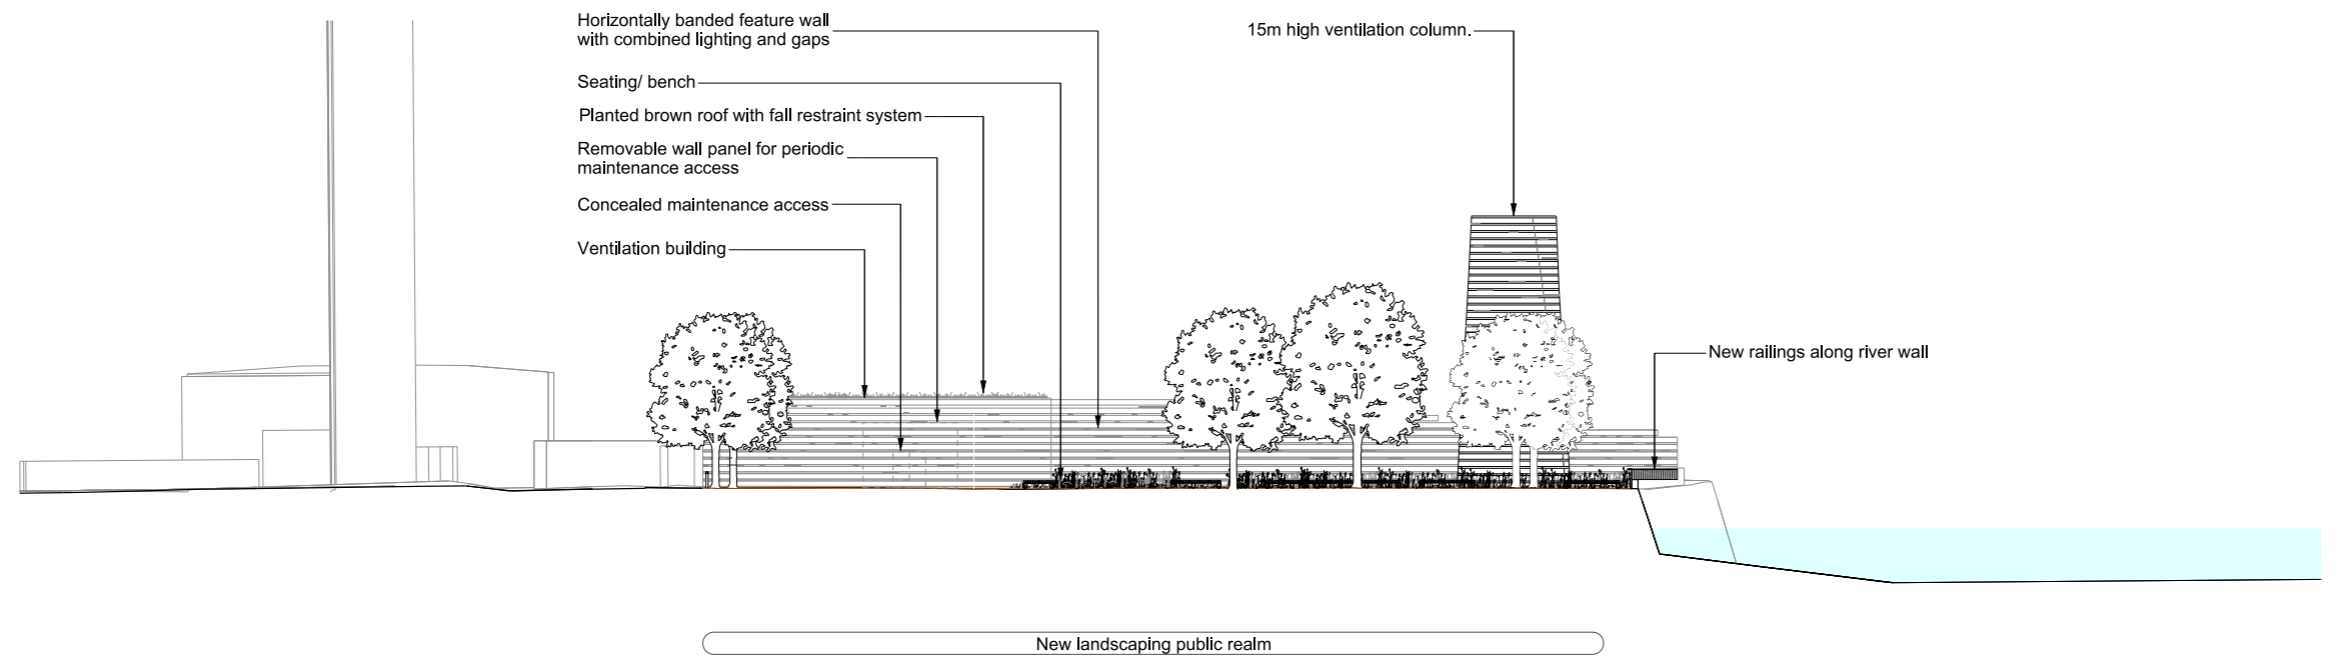 Horizontally banded feature wall
with combined lighting and gaps
Seating/ bench
Planted brown roof with fall restraint system
Removable wall panel for periodic
maintenance access
Concealed maintenance access
Ventilation building
15m high ventilation column.
New railings along river wall
New landscaping public realm